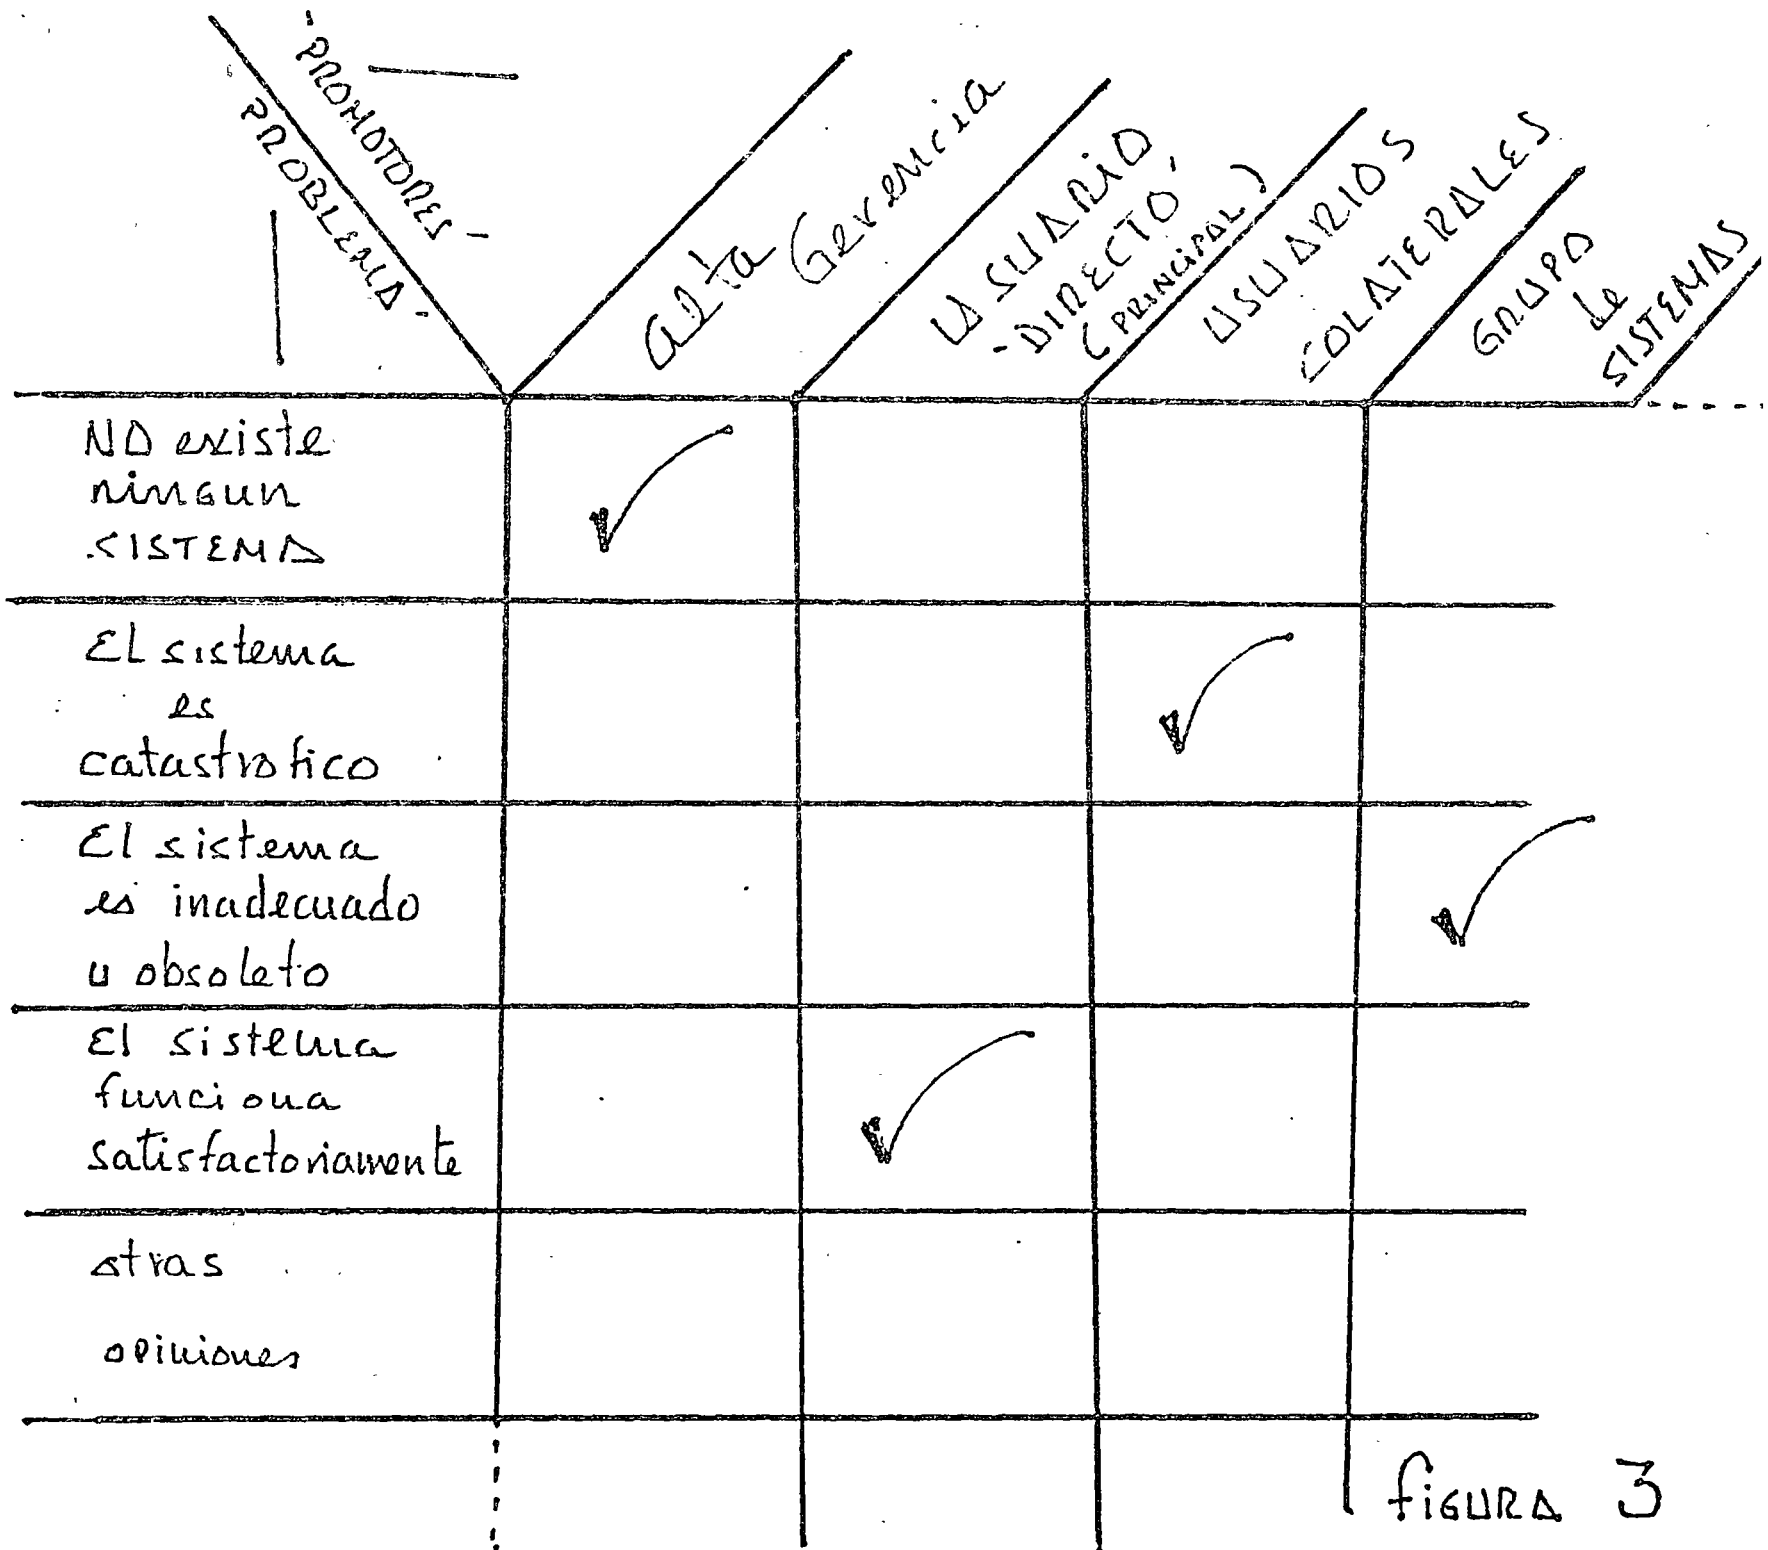 'PROMOTORES'
'PROBLEMA'
Alta Gerencia
USUARIO
'DIRECTO'
(PRINCIPAL)
USUARIOS
COLATERALES
GRUPO
de
SISTEMAS
NO existe
ningun
SISTEMA
El sistema
es
catastrofico
El sistema
es inadecuado
u obsoleto
El sistema
funciona
satisfactoriamente
otras
opiniones
figura 3